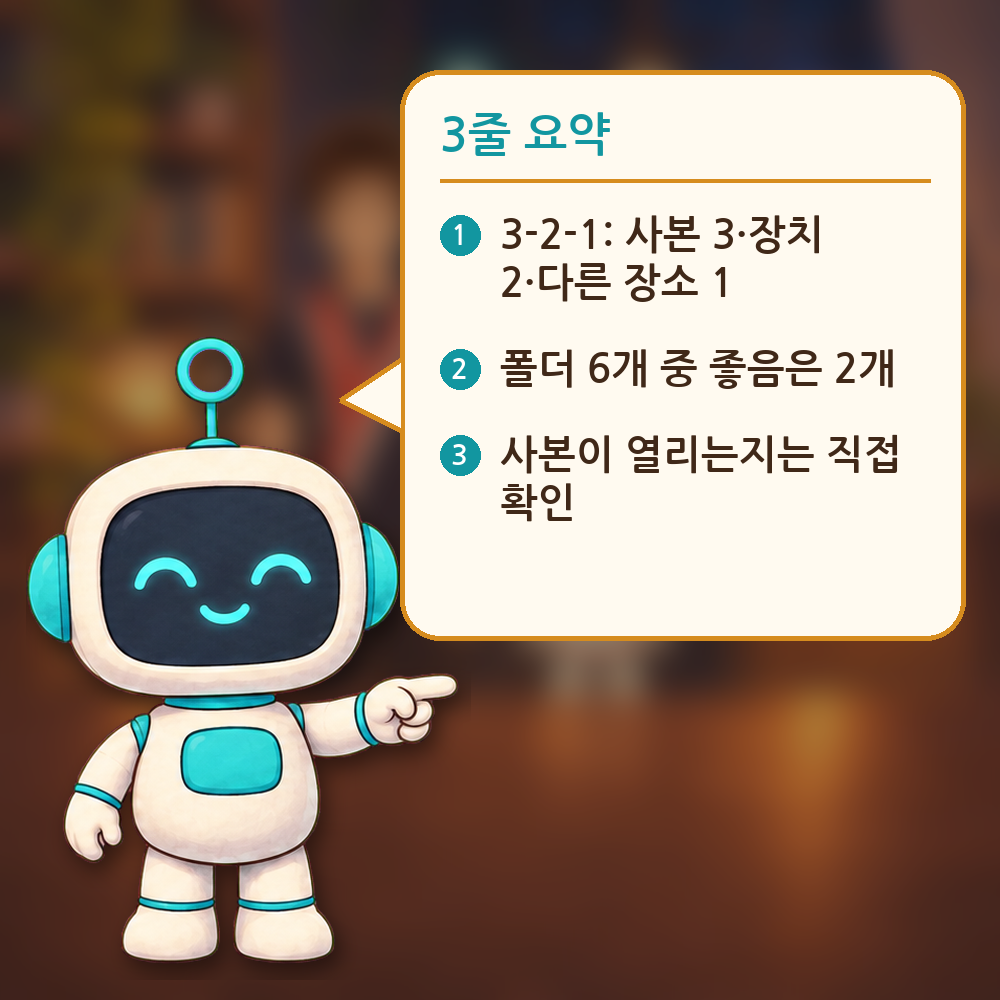 3줄 요약
1 3-2-1: 사본 3·장치
2·다른 장소 1
2 폴더 6개 중 좋음은 2개
3 사본이 열리는지는 직접
확인